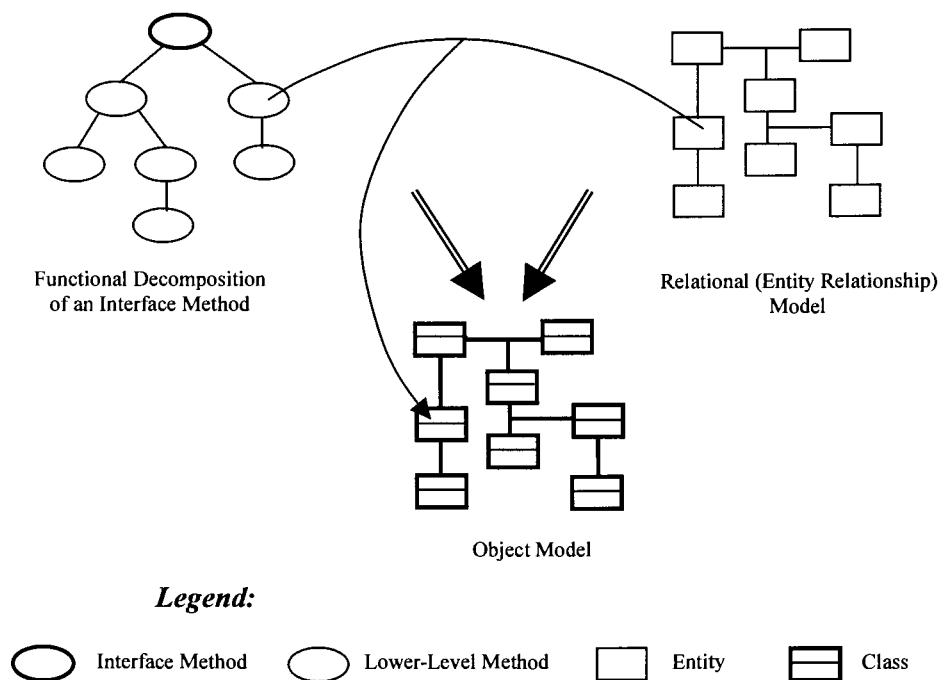 Functional Decomposition
of an Interface Method
Relational (Entity Relationship)
Model
Object Model
Legend:
Interface Method
Lower-Level Method
Entity
Class